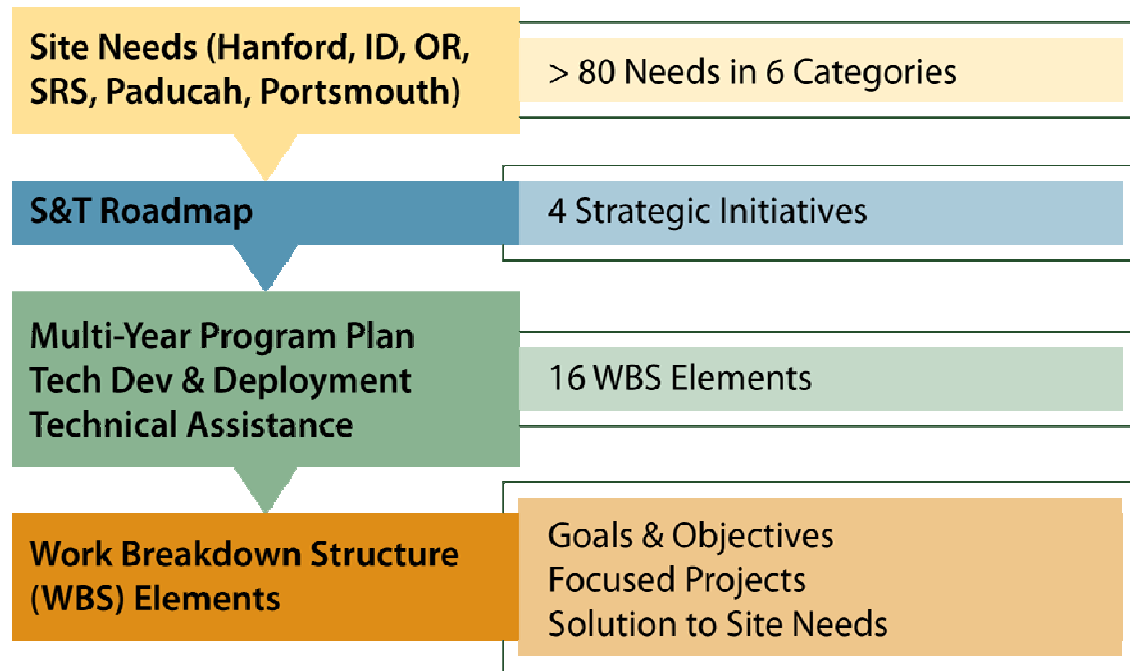 Site Needs (Hanford, ID, OR,
SRS, Paducah, Portsmouth)
> 80 Needs in 6 Categories
S&T Roadmap
4 Strategic Initiatives
Multi-Year Program Plan
Tech Dev & Deployment
Technical Assistance
16 WBS Elements
Work Breakdown Structure
(WBS) Elements
Goals & Objectives
Focused Projects
Solution to Site Needs